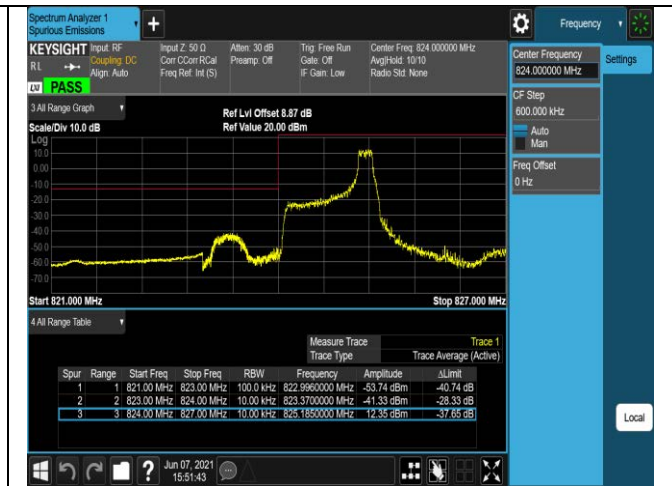 Spectrum Analyzer 1
Spurious Emissions
+
Frequency
KEYSIGHT Input: RF Input Z: 50 Ω Atten: 30 dB Trig: Free Run Center Freq: 824.000000 MHz
RL Coupling: DC Corr CCorr RCal Preamp: Off Gate: Off Avg|Hold: 10/10
Align: Auto Freq Ref: Int (S) IF Gain: Low Radio Std: None
LXI PASS
Center Frequency
824.000000 MHz
Settings
CF Step
600.000 kHz
Auto
Man
Freq Offset
0 Hz
3 All Range Graph
Ref Lvl Offset 8.87 dB
Scale/Div 10.0 dB Ref Value 20.00 dBm
Log
10.0
0.00
-10.0
-20.0
-30.0
-40.0
-50.0
-60.0
-70.0
Start 821.000 MHz Stop 827.000 MHz
4 All Range Table
Measure Trace Trace 1
Trace Type Trace Average (Active)
Spur Range Start Freq Stop Freq RBW Frequency Amplitude ΔLimit
1 1 821.00 MHz 823.00 MHz 100.0 kHz 822.9960000 MHz -53.74 dBm -40.74 dB
2 2 823.00 MHz 824.00 MHz 10.00 kHz 823.3700000 MHz -41.33 dBm -28.33 dB
3 3 824.00 MHz 827.00 MHz 10.00 kHz 825.1850000 MHz 12.35 dBm -37.65 dB
Local
? Jun 07, 2021
15:51:43